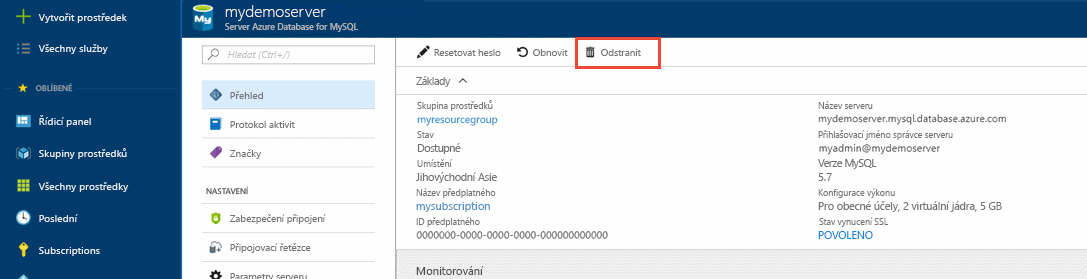 Vytvořit prostředek
Všechny služby
OBLÍBENÉ
Řídicí panel
Skupiny prostředků
Všechny prostředky
Poslední
Subscriptions
My
mydemoserver
Server Azure Database for MySQL
Hledat (Ctrl+/)
Přehled
Protokol aktivit
Značky
NASTAVENÍ
Zabezpečení připojení
Připojovací řetězce
Parametry serveru
Resetovat heslo
Obnovit
Odstranit
Základy
Skupina prostředků
myresourcegroup
Stav
Dostupné
Umístění
Jihovýchodní Asie
Název předplatného
mysubscription
ID předplatného
0000000-0000-0000-0000-000000000000
Název serveru
mydemoserver.mysql.database.azure.com
Přihlašovací jméno správce serveru
myadmin@mydemoserver
Verze MySQL
5.7
Konfigurace výkonu
Pro obecné účely, 2 virtuální jádra, 5 GB
Stav vynucení SSL
POVOLENO
Monitorování